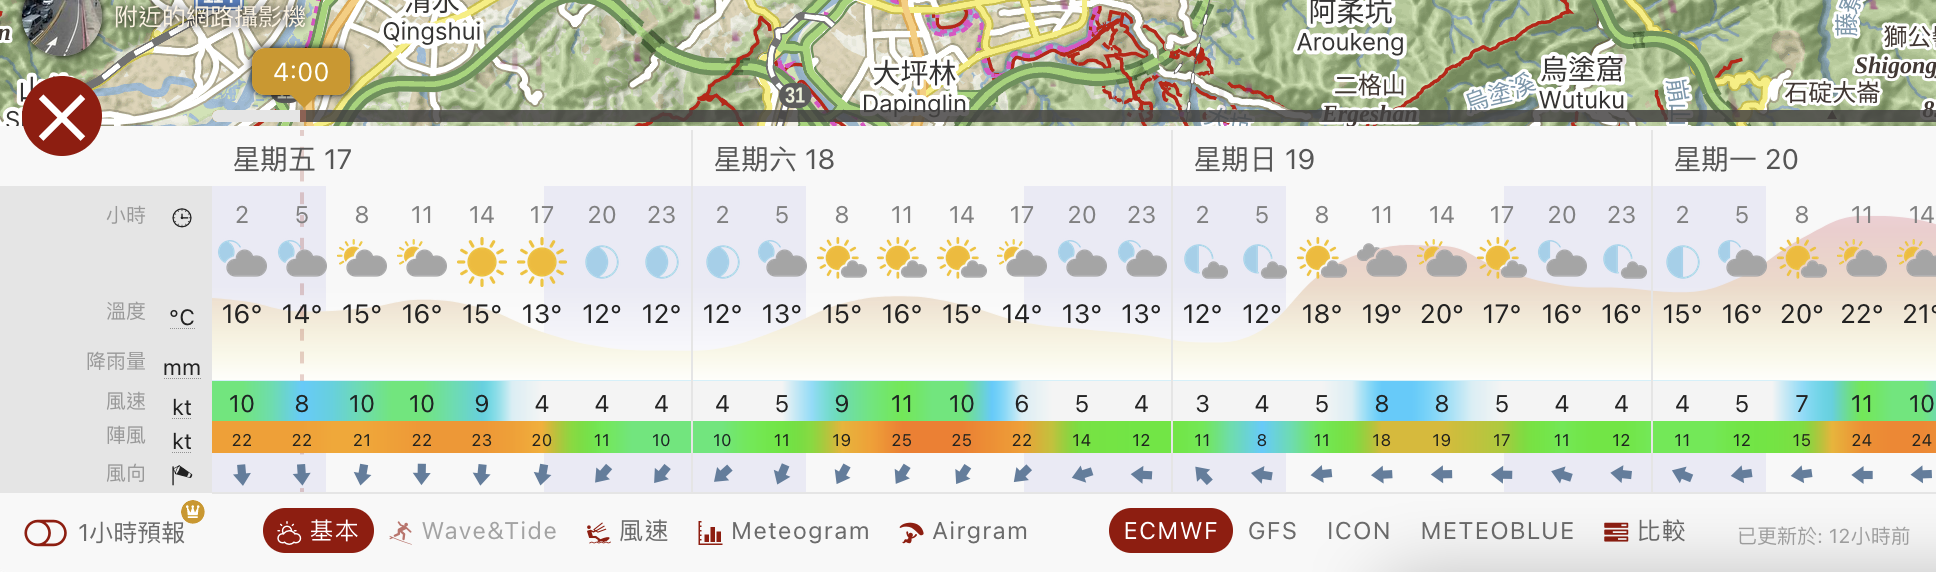 附近的網路攝影機
清水
Qingshui
4:00
大坪林
Dapinglin
31
阿柔坑
Aroukeng
二格山
Ergeshan
烏塗溪
烏塗窟
Wutuku
石碇大崙
Shigong
星期五 17
星期六 18
星期日 19
星期一 20
小時 2 5 8 11 14 17 20 23 2 5 8 11 14 17 20 23 2 5 8 11 14 17 20 23 2 5 8 11 14
溫度 °C 16° 14° 15° 16° 15° 13° 12° 12° 12° 13° 15° 16° 15° 14° 13° 13° 12° 12° 18° 19° 20° 17° 16° 16° 15° 16° 20° 22° 21°
降雨量 mm
風速 kt 10 8 10 10 9 4 4 4 4 5 9 11 10 6 5 4 3 4 5 8 8 5 4 4 4 5 7 11 10
陣風 kt 22 22 21 22 23 20 11 10 10 11 19 25 25 22 14 12 11 8 11 18 19 17 11 12 11 12 15 24 24
風向
1小時預報 基本 Wave&Tide 風速 Meteogram Airgram ECMWF GFS ICON METEOBLUE 比較 已更新於: 12小時前